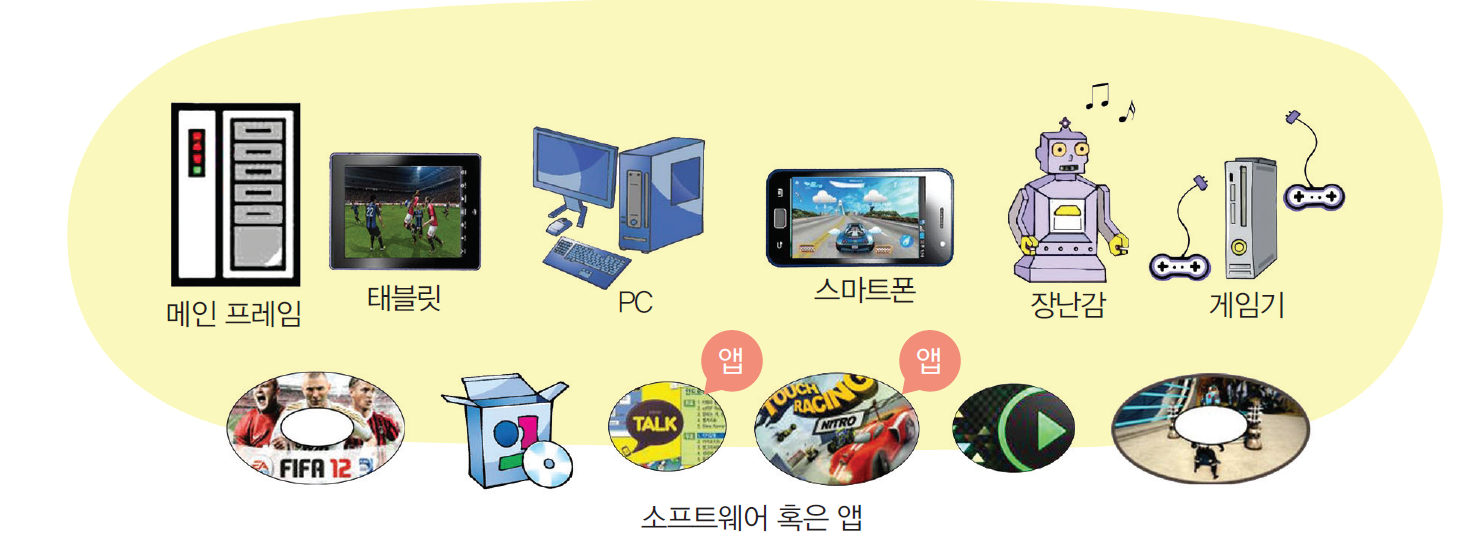 메인 프레임
태블릿
PC
스마트폰
장난감
게임기
앱
앱
TALK
TOUCH
RACING
NITRO
EA FIFA 12
소프트웨어 혹은 앱